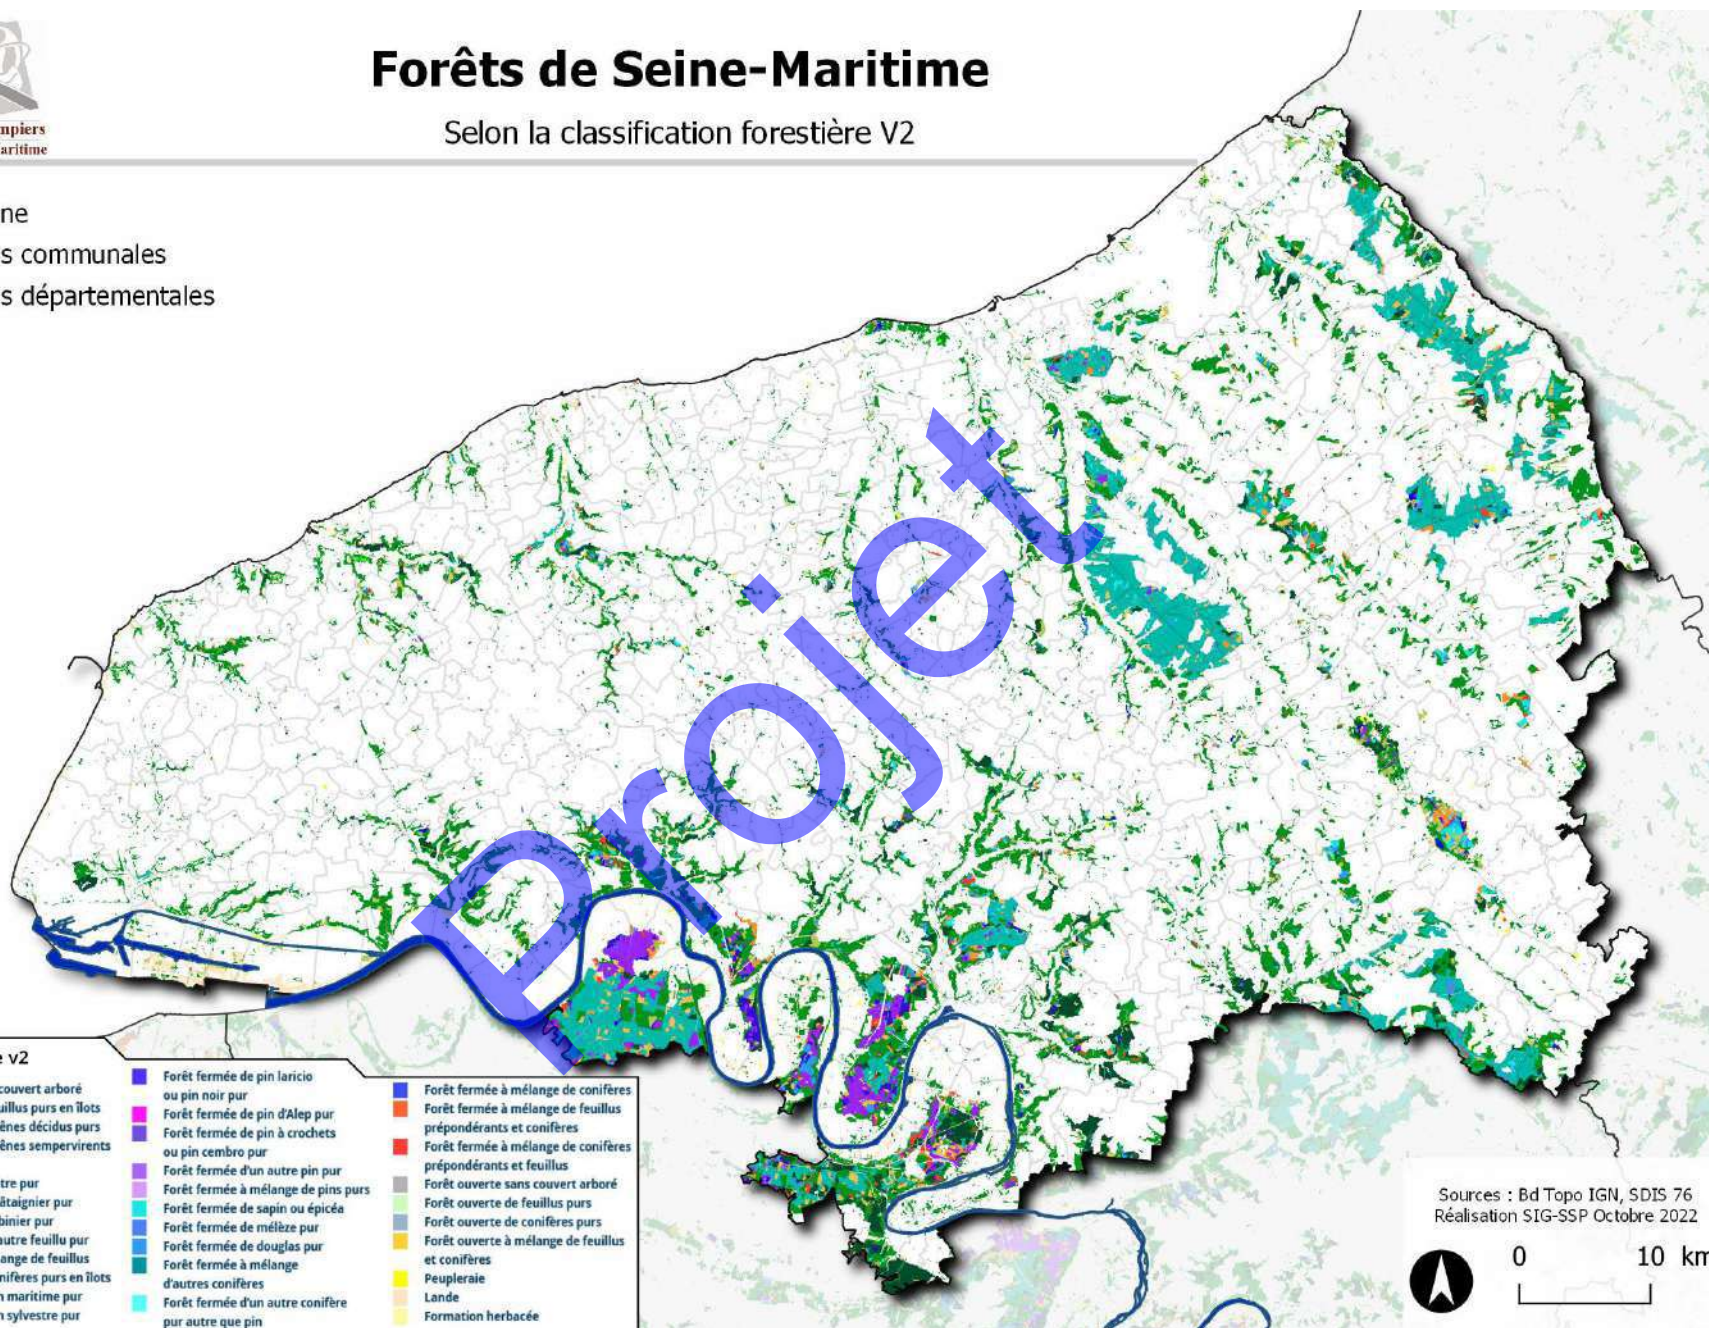 Forêts de Seine-Maritime
Selon la classification forestière V2
mpiers
aritime
ne
s communales
s départementales
Projet
e v2
couvert arboré
uillus purs en îlots
ênes décidus purs
ênes sempervirents
tre pur
âtaignier pur
binier pur
autre feuillu pur
lange de feuillus
nifères purs en îlots
n maritime pur
n sylvestre pur
Forêt fermée de pin laricio
ou pin noir pur
Forêt fermée de pin d'Alep pur
Forêt fermée de pin à crochets
ou pin cembro pur
Forêt fermée d'un autre pin pur
Forêt fermée à mélange de pins purs
Forêt fermée de sapin ou épicéa
Forêt fermée de mélèze pur
Forêt fermée de douglas pur
Forêt fermée à mélange
d'autres conifères
Forêt fermée d'un autre conifère
pur autre que pin
Forêt fermée à mélange de conifères
Forêt fermée à mélange de feuillus
prépondérants et conifères
Forêt fermée à mélange de conifères
prépondérants et feuillus
Forêt ouverte sans couvert arboré
Forêt ouverte de feuillus purs
Forêt ouverte de conifères purs
Forêt ouverte à mélange de feuillus
et conifères
Peupleraie
Lande
Formation herbacée
Sources : Bd Topo IGN, SDIS 76
Réalisation SIG-SSP Octobre 2022
0 10 km